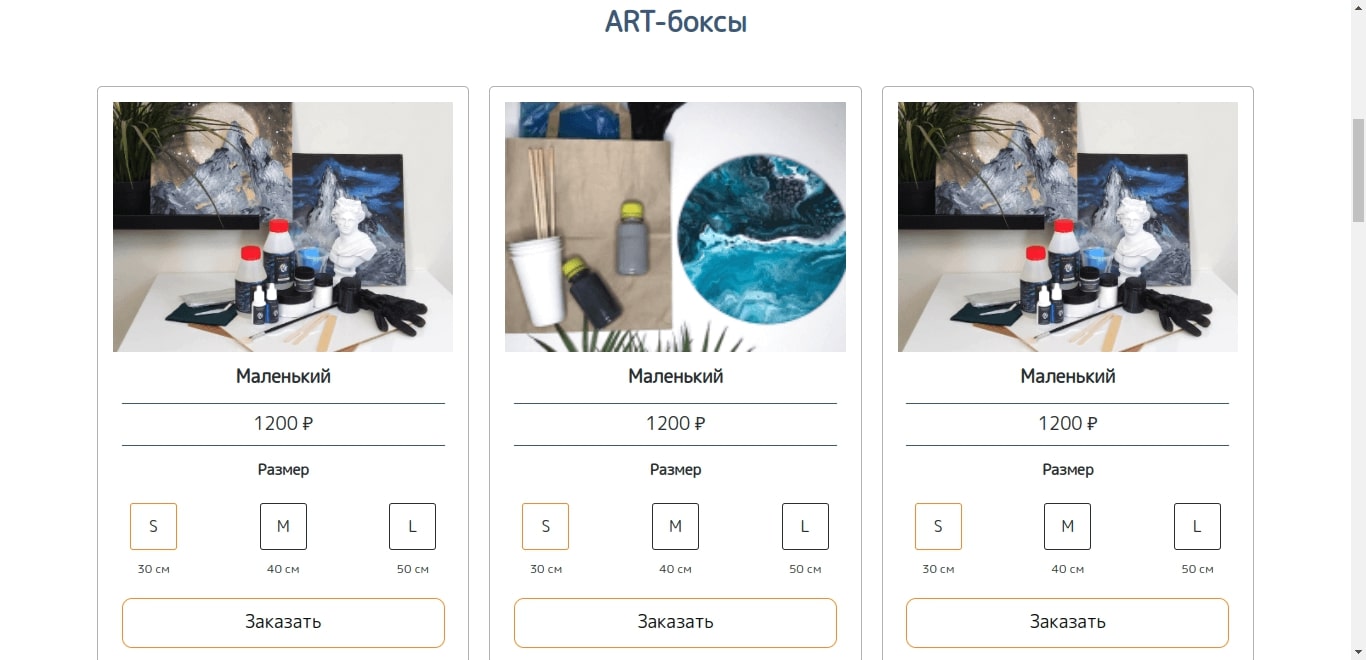 ART-боксы
Маленький
1200 ₽
Размер
S M L
30 см 40 см 50 см
Заказать
Маленький
1200 ₽
Размер
S M L
30 см 40 см 50 см
Заказать
Маленький
1200 ₽
Размер
S M L
30 см 40 см 50 см
Заказать